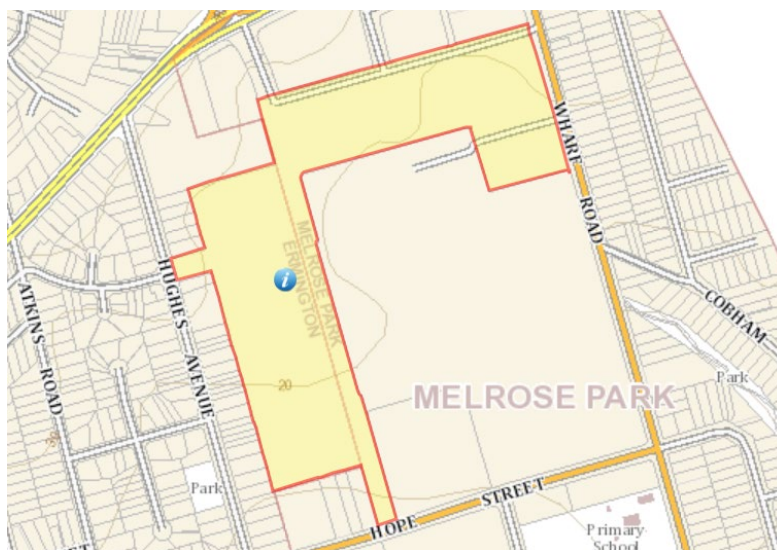 WHARF
ROAD
MELROSE PARK
ERMINGTON
i
HUGHES
AVENUE
ATKINS ROAD
COBHAM
20
Park
MELROSE PARK
Park
HOPE STREET
Primary
School